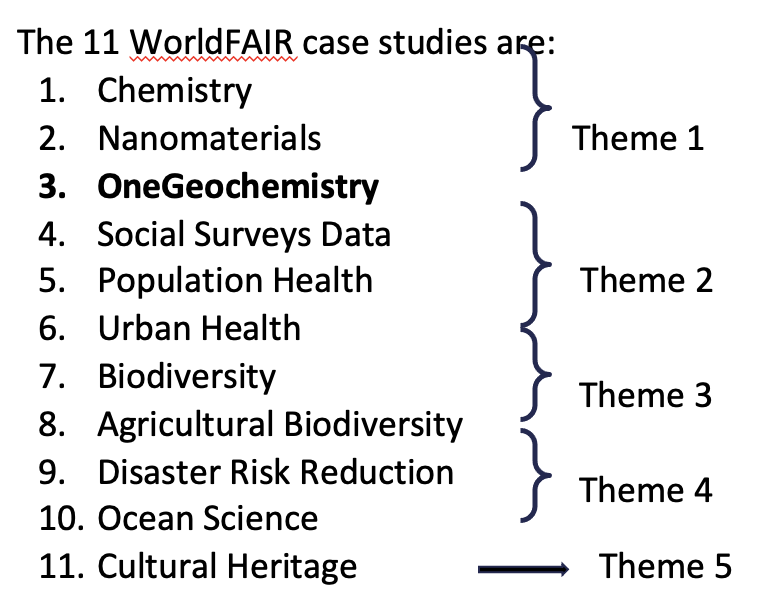 The 11 WorldFAIR case studies are:
1. Chemistry
2. Nanomaterials
Theme 1
3. OneGeochemistry
4. Social Surveys Data
5. Population Health
Theme 2
6. Urban Health
7. Biodiversity
Theme 3
8. Agricultural Biodiversity
9. Disaster Risk Reduction
Theme 4
10. Ocean Science
11. Cultural Heritage
Theme 5